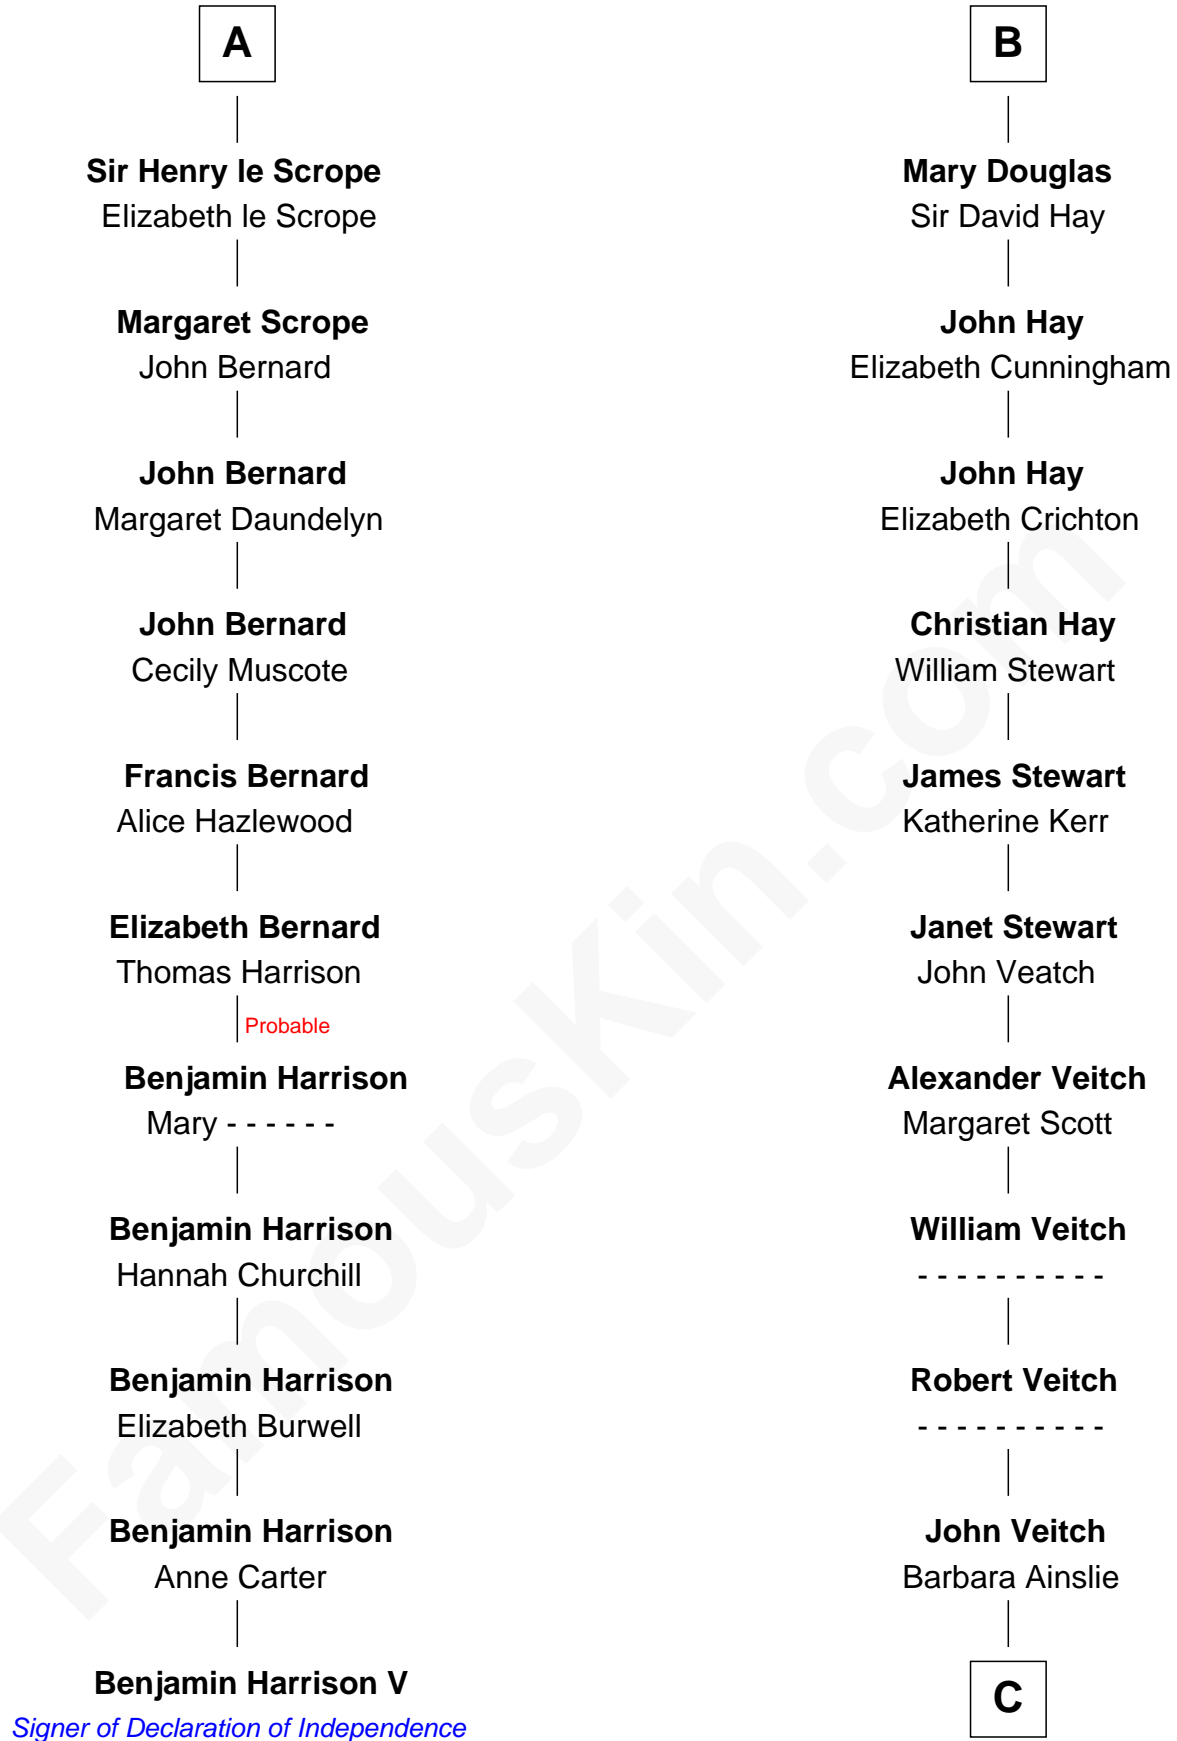 A
Sir Henry le Scrope
Elizabeth le Scrope
Margaret Scrope
John Bernard
John Bernard
Margaret Daundelyn
John Bernard
Cecily Muscote
Francis Bernard
Alice Hazlewood
Elizabeth Bernard
Thomas Harrison
Probable
Benjamin Harrison
Mary - - - - - -
Benjamin Harrison
Hannah Churchill
Benjamin Harrison
Elizabeth Burwell
Benjamin Harrison
Anne Carter
Benjamin Harrison V
Signer of Declaration of Independence
B
Mary Douglas
Sir David Hay
John Hay
Elizabeth Cunningham
John Hay
Elizabeth Crichton
Christian Hay
William Stewart
James Stewart
Katherine Kerr
Janet Stewart
John Veatch
Alexander Veitch
Margaret Scott
William Veitch
- - - - - - - - - -
Robert Veitch
- - - - - - - - - -
John Veitch
Barbara Ainslie
C
FamousKin.com